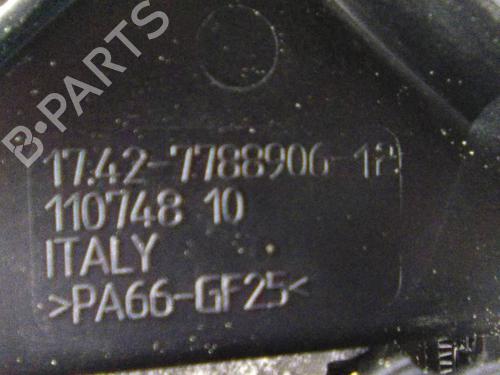 B-PARTS
17.42-7788906-12
110748 10
ITALY
>PA66-GF25<